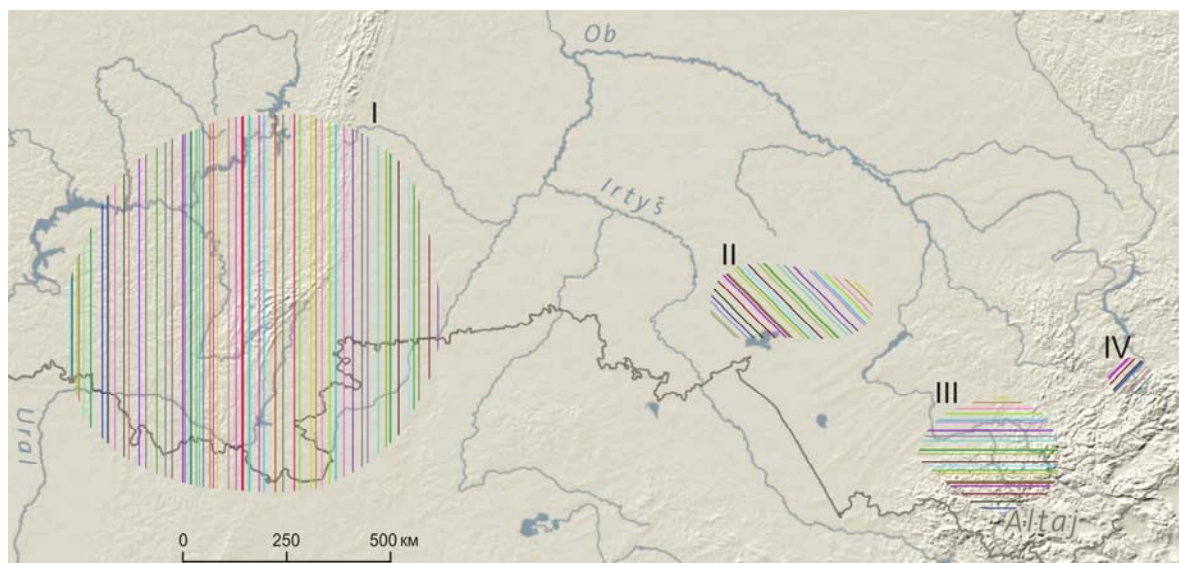 Ob
I
Irtyš
II
IV
III
Ural
Altaj
0 250 500 км